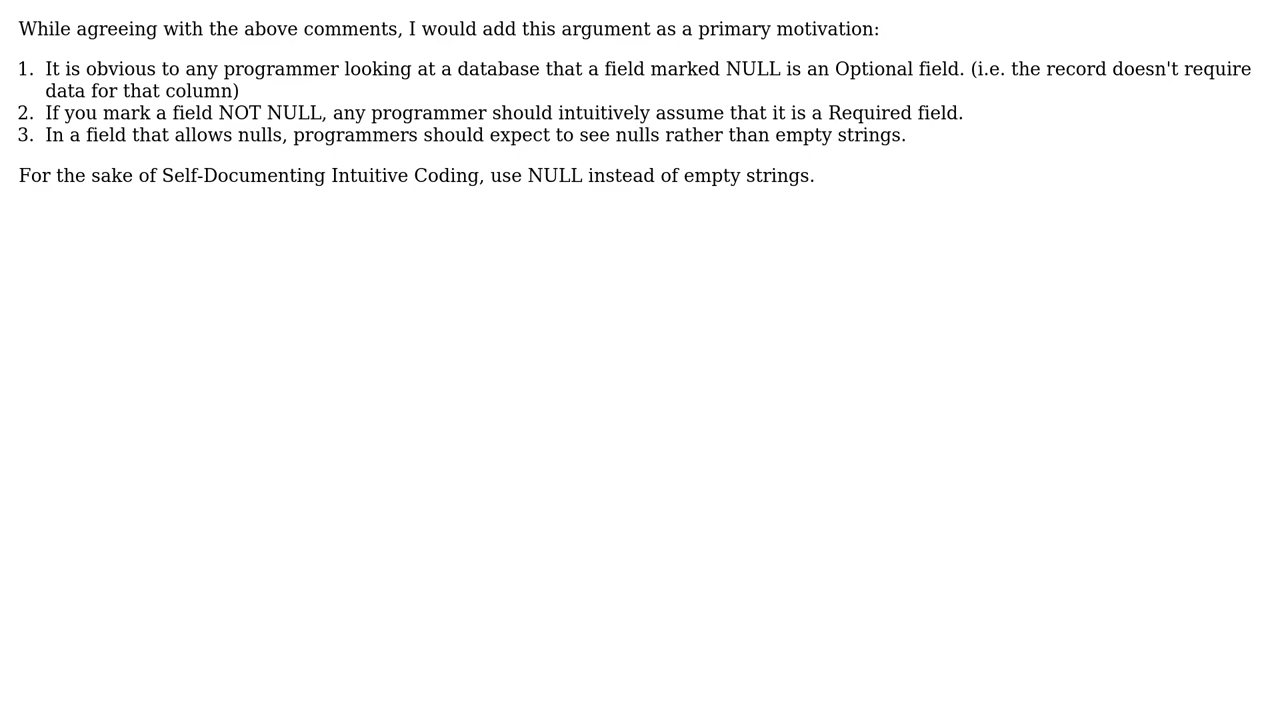 While agreeing with the above comments, I would add this argument as a primary motivation:
1. It is obvious to any programmer looking at a database that a field marked NULL is an Optional field. (i.e. the record doesn't require
data for that column)
2. If you mark a field NOT NULL, any programmer should intuitively assume that it is a Required field.
3. In a field that allows nulls, programmers should expect to see nulls rather than empty strings.
For the sake of Self-Documenting Intuitive Coding, use NULL instead of empty strings.